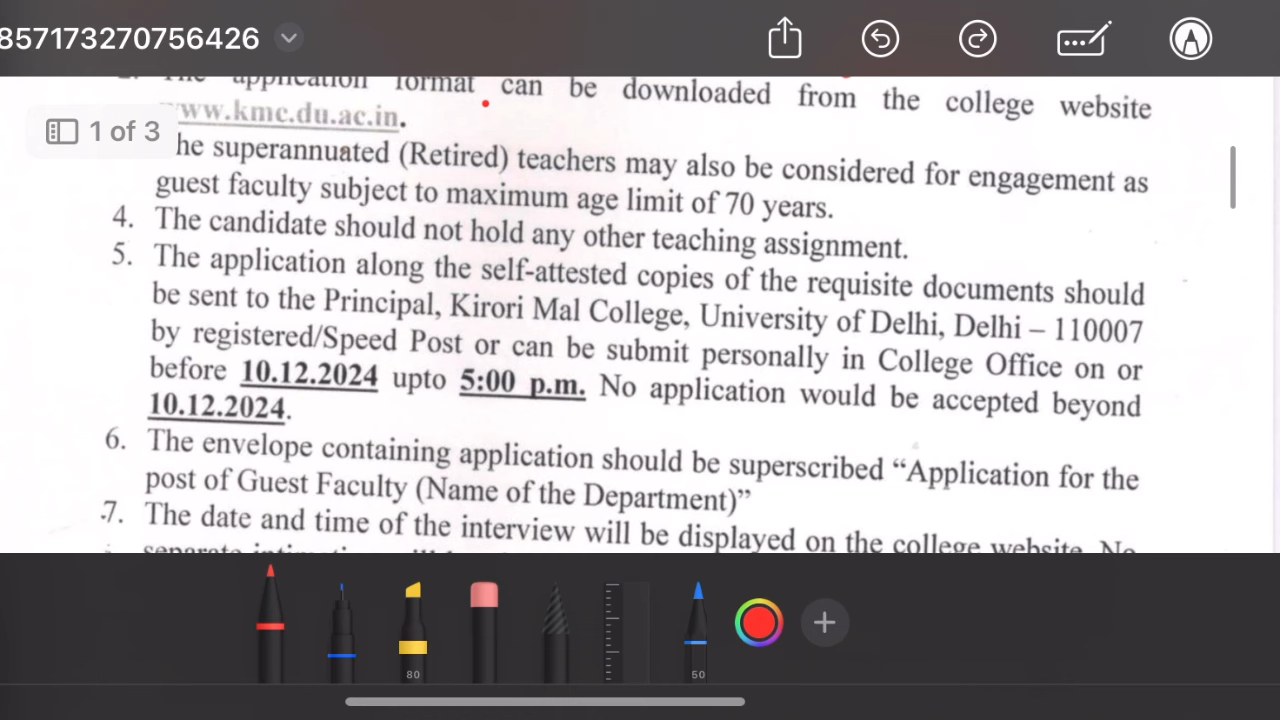 857173270756426
application format can be downloaded from the college website
1 of 3
www.kmc.du.ac.in.
he superannuated (Retired) teachers may also be considered for engagement as
guest faculty subject to maximum age limit of 70 years.
4. The candidate should not hold any other teaching assignment.
5. The application along the self-attested copies of the requisite documents should
be sent to the Principal, Kirori Mal College, University of Delhi, Delhi – 110007
by registered/Speed Post or can be submit personally in College Office on or
before 10.12.2024 upto 5:00 p.m. No application would be accepted beyond
10.12.2024.
6. The envelope containing application should be superscribed “Application for the
post of Guest Faculty (Name of the Department)”
7. The date and time of the interview will be displayed on the college website. No
80
50